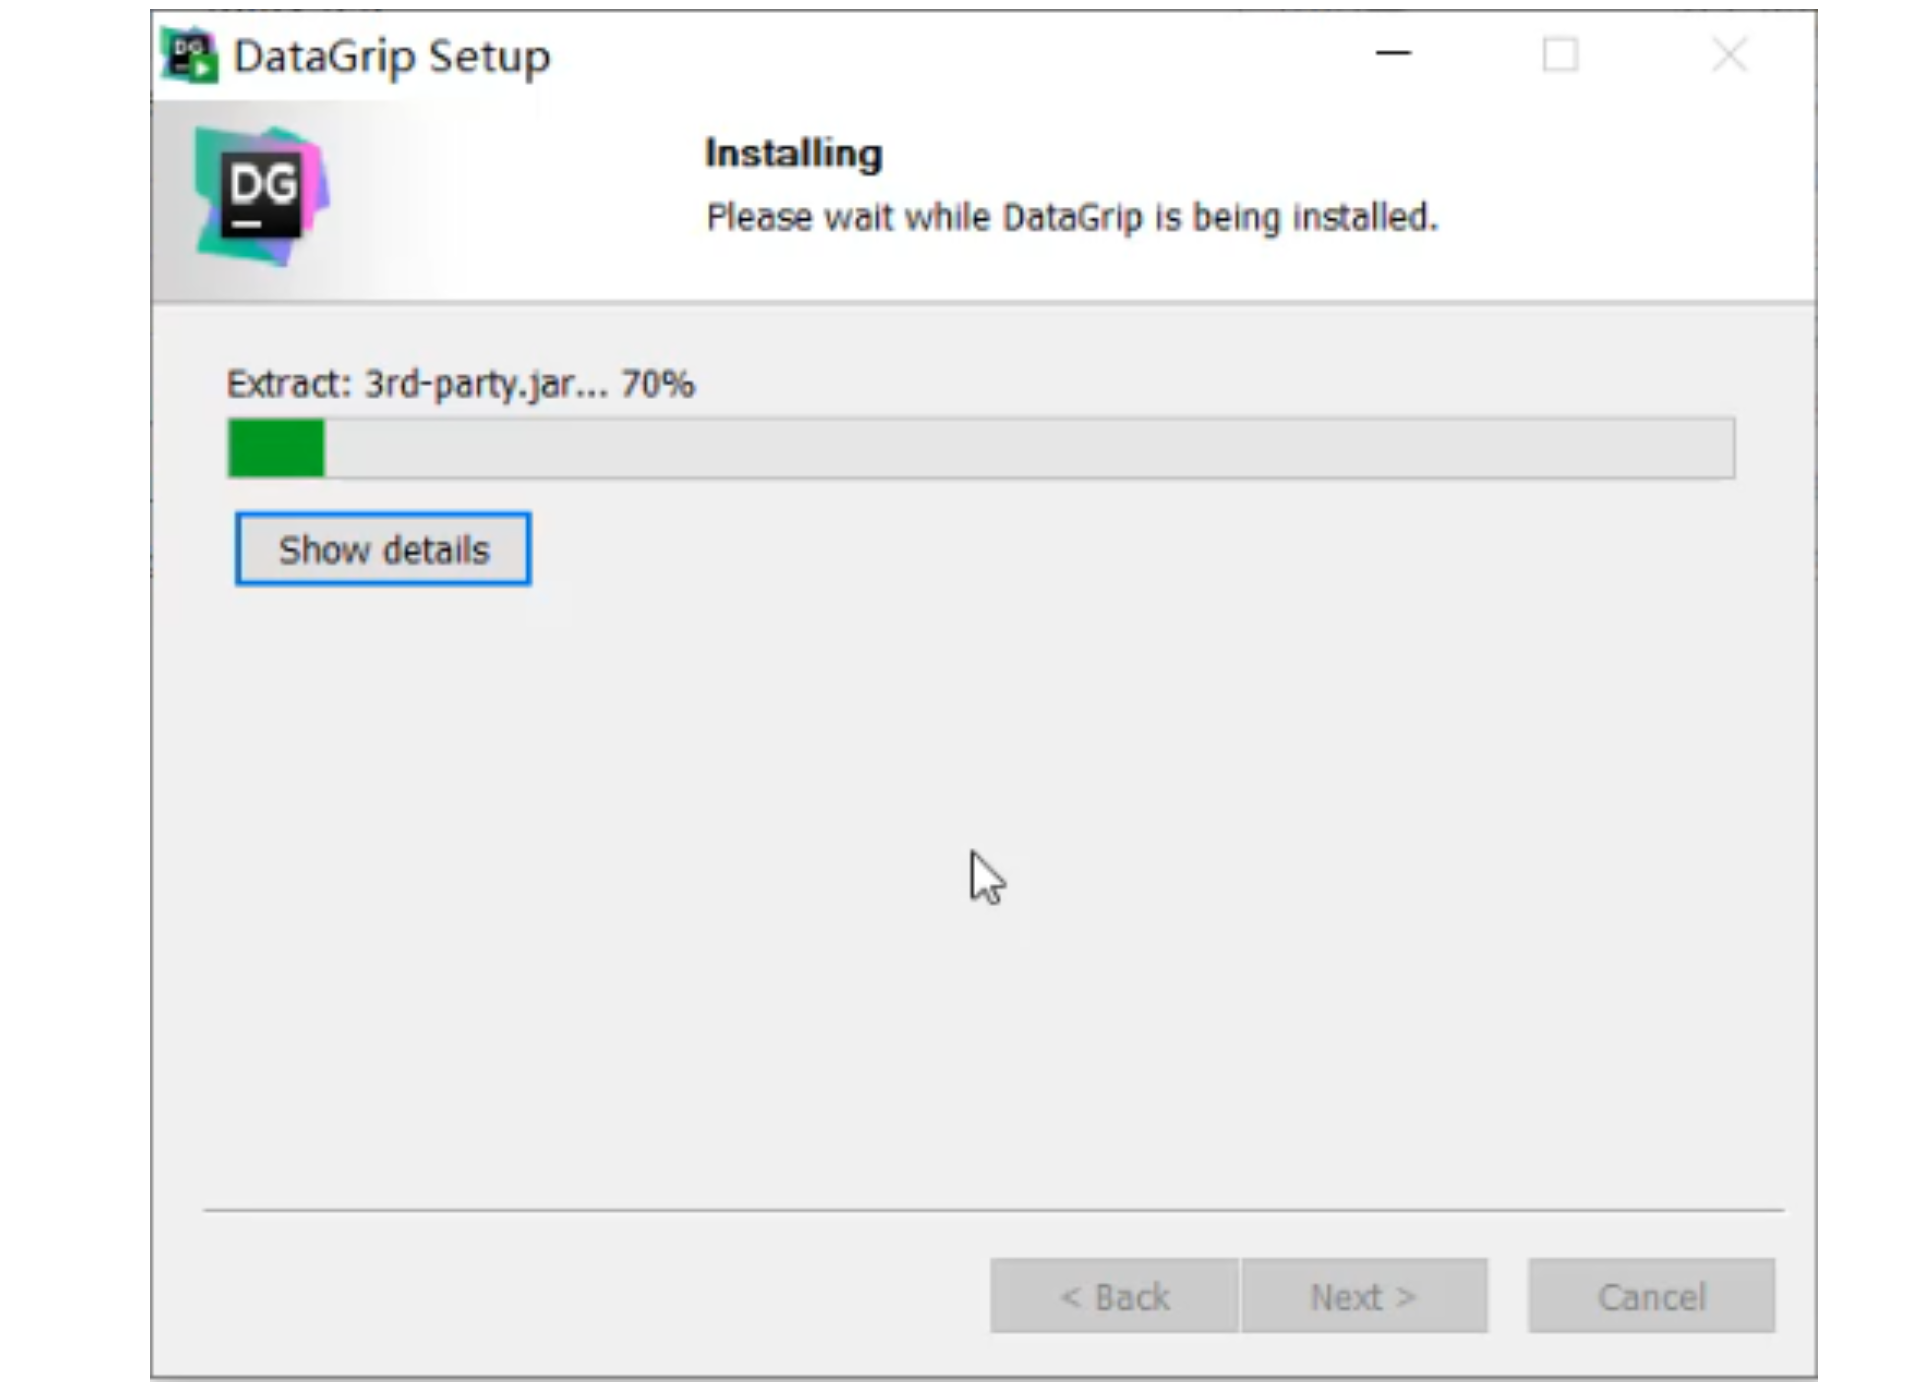 DG
DataGrip Setup
DG
Installing
Please wait while DataGrip is being installed.
Extract: 3rd-party.jar... 70%
Show details
< Back
Next >
Cancel